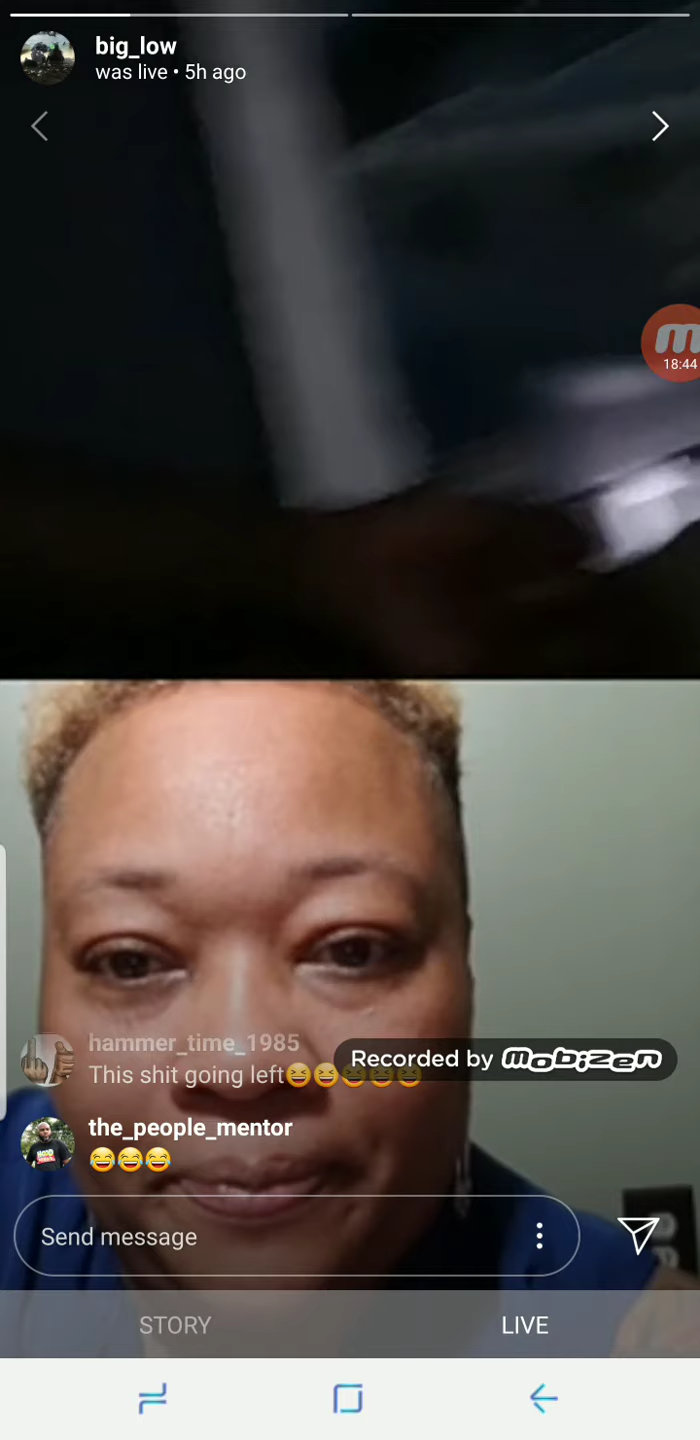 big_low
was live • 5h ago
m
18:44
hammer_time_1985
This shit going left😆😆😆😆😆
Recorded by mobizen
the_people_mentor
😂😂😂
Send message
STORY
LIVE